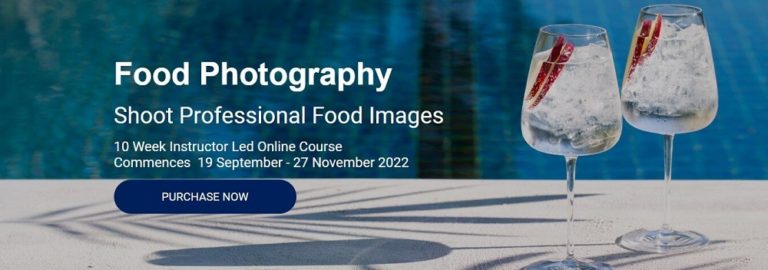 Food Photography
Shoot Professional Food Images
10 Week Instructor Led Online Course
Commences 19 September - 27 November 2022
PURCHASE NOW